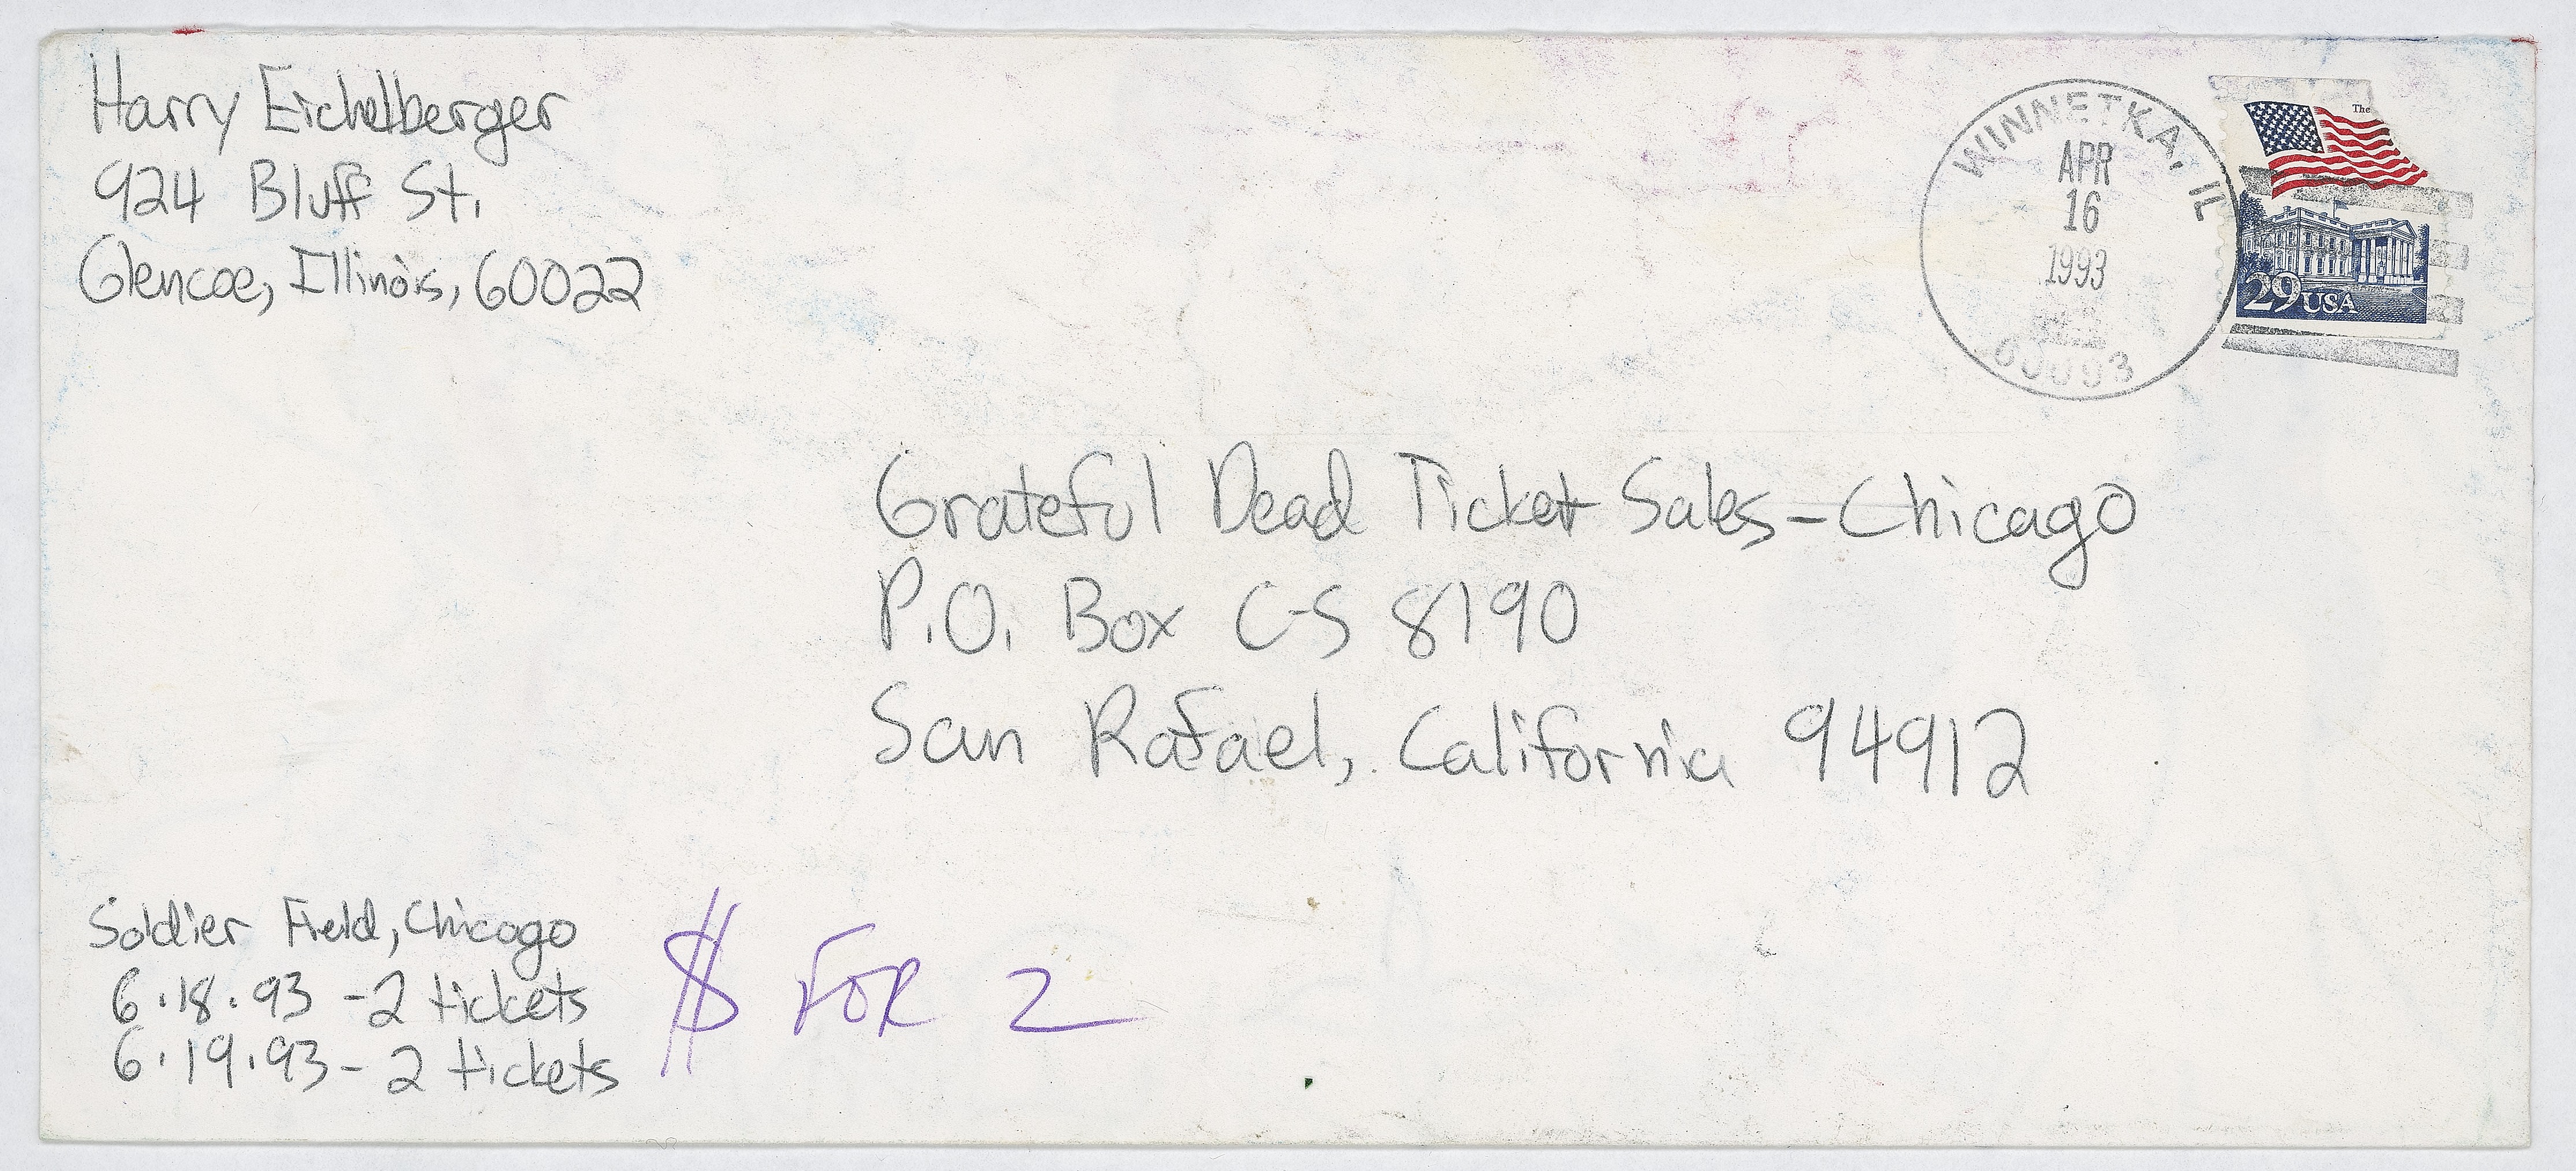 Harry Eichelberger
924 Bluff St.
Glencoe, Illinois, 60022
WINNETKA, IL
APR
16
1993
60093
The
29 USA
Grateful Dead Ticket Sales-Chicago
P.O. Box C-S 8190
San Rafael, California 94912
Soldier Field, Chicago
6.18.93 -2 tickets
6.19.93 - 2 tickets
$ FOR 2